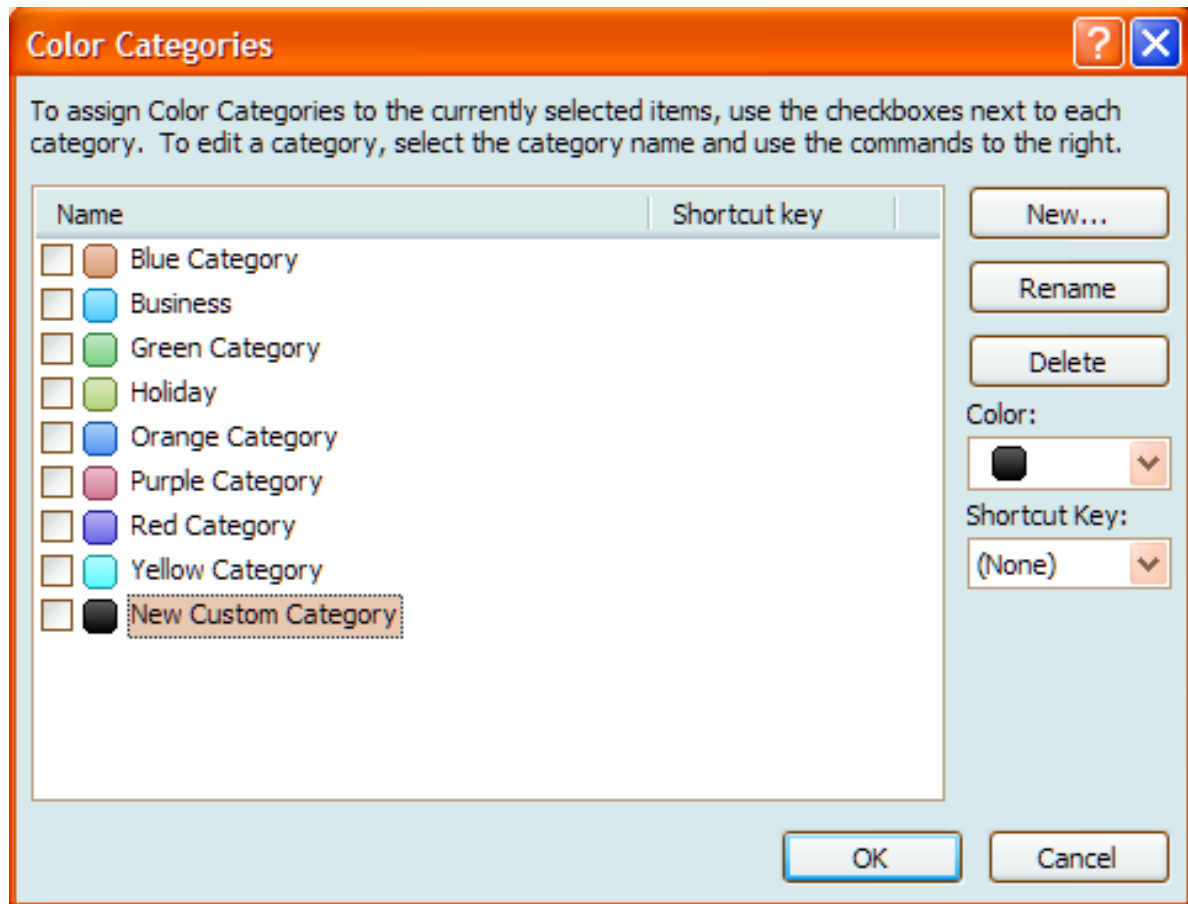 Color Categories
To assign Color Categories to the currently selected items, use the checkboxes next to each
category.  To edit a category, select the category name and use the commands to the right.
Name Shortcut key
Blue Category
Business
Green Category
Holiday
Orange Category
Purple Category
Red Category
Yellow Category
New Custom Category
New...
Rename
Delete
Color:
Shortcut Key:
(None)
OK Cancel